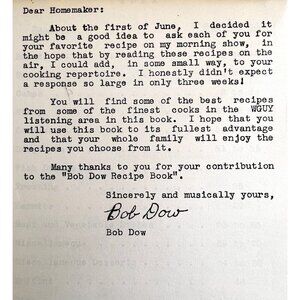 Dear Homemaker:
About the first of June, I decided it
might be a good idea to ask each of you for
your favorite recipe on my morning show, in
the hope that by reading these recipes on the
air, I could add, in some small way, to your
cooking repertoire. I honestly didn't expect
a response so large in only three weeks!
You will find some of the best recipes
from some of the finest cooks in the WGUY
listening area in this book. I hope that you
will use this book to its fullest advantage
and that your whole family will enjoy the
recipes you choose from it.
Many thanks to you for your contribution
to the "Bob Dow Recipe Book".
Sincerely and musically yours,
Bob Dow
Bob Dow